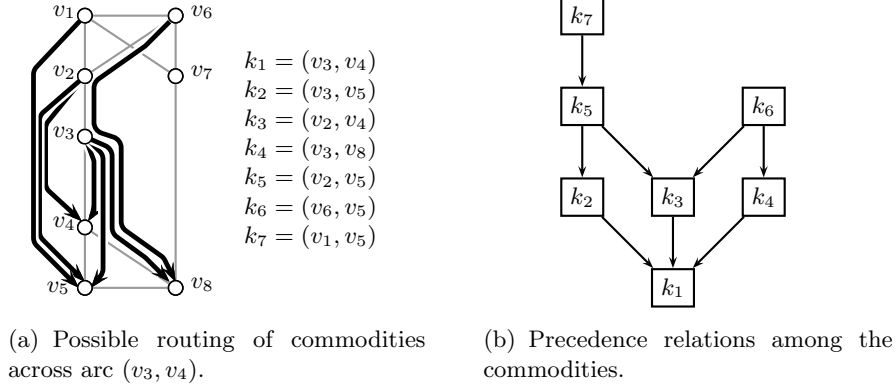 v1
v6
v2
v7
v3
v4
v5
v8
k1 = (v3, v4)
k2 = (v3, v5)
k3 = (v2, v4)
k4 = (v3, v8)
k5 = (v2, v5)
k6 = (v6, v5)
k7 = (v1, v5)
(a) Possible routing of commodities
across arc (v3, v4).
k7
k5
k6
k2
k3
k4
k1
(b) Precedence relations among the
commodities.